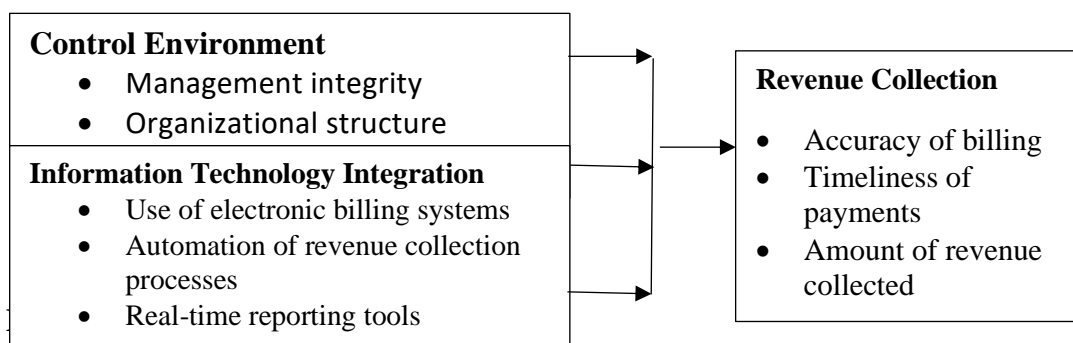 Control Environment
• Management integrity
• Organizational structure
Information Technology Integration
• Use of electronic billing systems
• Automation of revenue collection
processes
• Real-time reporting tools
Revenue Collection
• Accuracy of billing
• Timeliness of
payments
• Amount of revenue
collected